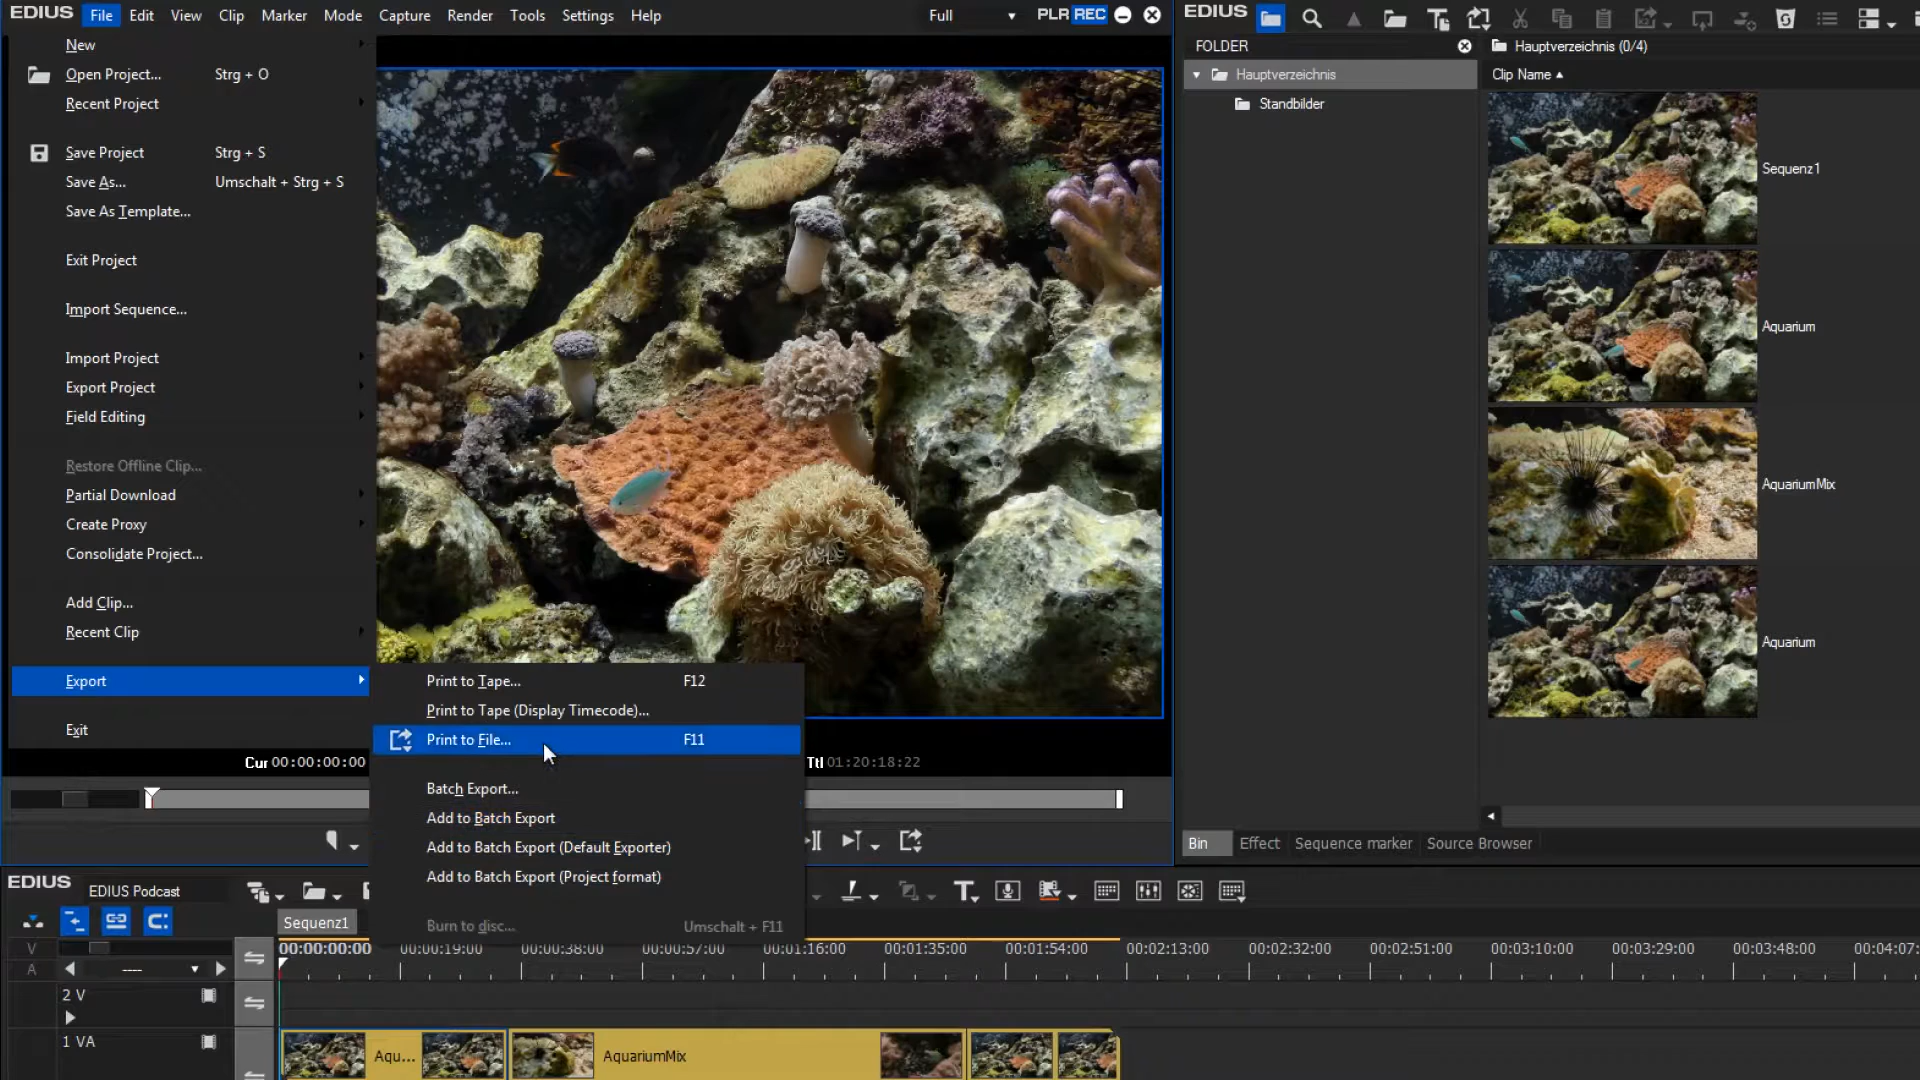 EDIUS File Edit View Clip Marker Mode Capture Render Tools Settings Help Full PLR REC
New
Open Project... Strg + O
Recent Project
Save Project Strg + S
Save As... Umschalt + Strg + S
Save As Template...
Exit Project
Import Sequence...
Import Project
Export Project
Field Editing
Restore Offline Clip...
Partial Download
Create Proxy
Consolidate Project...
Add Clip...
Recent Clip
Export
Exit
Print to Tape... F12
Print to Tape (Display Timecode)...
Print to File... F11
Batch Export...
Add to Batch Export
Add to Batch Export (Default Exporter)
Add to Batch Export (Project format)
Burn to disc... Umschalt + F11
Cur 00:00:00:00
Ttl 01:20:18:22
EDIUS
FOLDER
Hauptverzeichnis
Standbilder
Hauptverzeichnis (0/4)
Clip Name
Sequenz1
Aquarium
AquariumMix
Aquarium
Bin Effect Sequence marker Source Browser
EDIUS EDIUS Podcast
Sequenz1
V
A ----
00:00:00:00 00:00:19:00 00:00:38:00 00:00:57:00 00:01:16:00 00:01:35:00 00:01:54:00 00:02:13:00 00:02:32:00 00:02:51:00 00:03:10:00 00:03:29:00 00:03:48:00 00:04:07:
2 V
1 VA
Aqu... AquariumMix